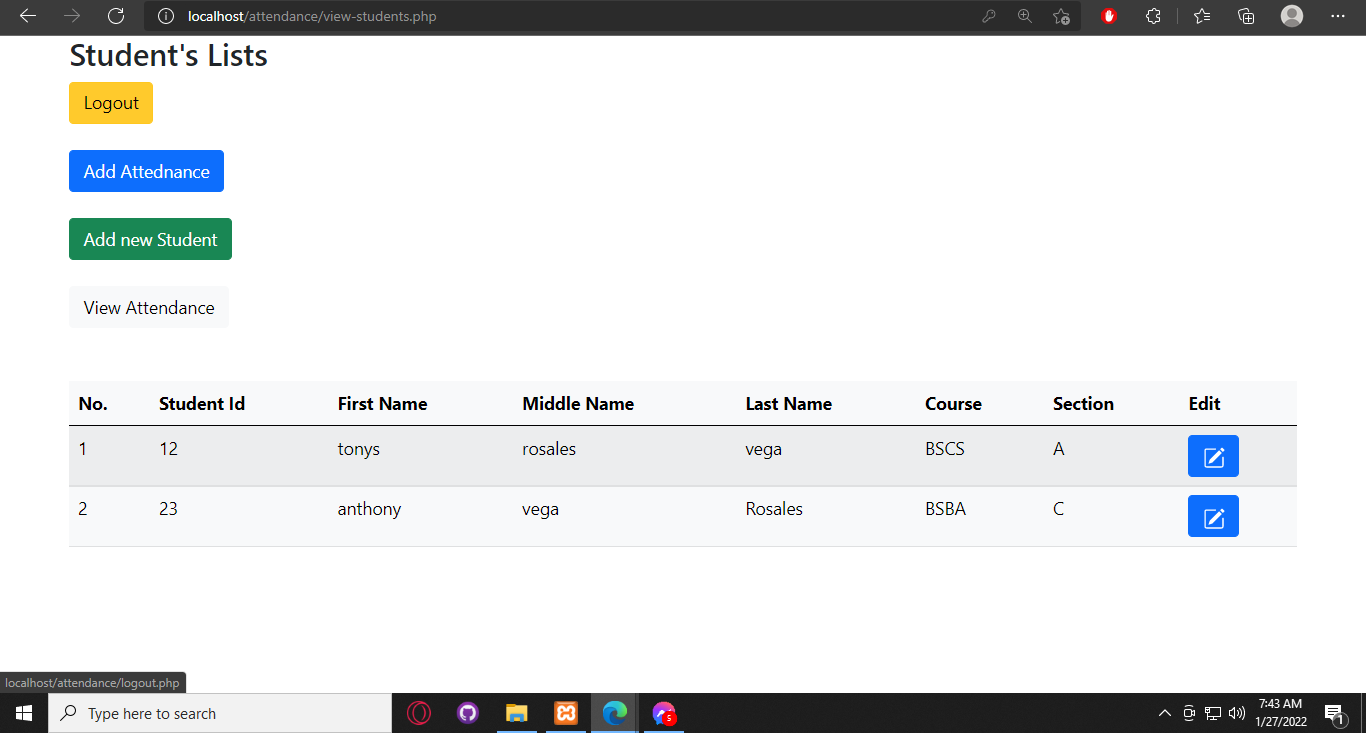 localhost/attendance/view-students.php
Student's Lists
Logout
Add Attednance
Add new Student
View Attendance
No. Student Id First Name Middle Name Last Name Course Section Edit
1 12 tonys rosales vega BSCS A
2 23 anthony vega Rosales BSBA C
localhost/attendance/logout.php
Type here to search
5
7:43 AM
1/27/2022
1